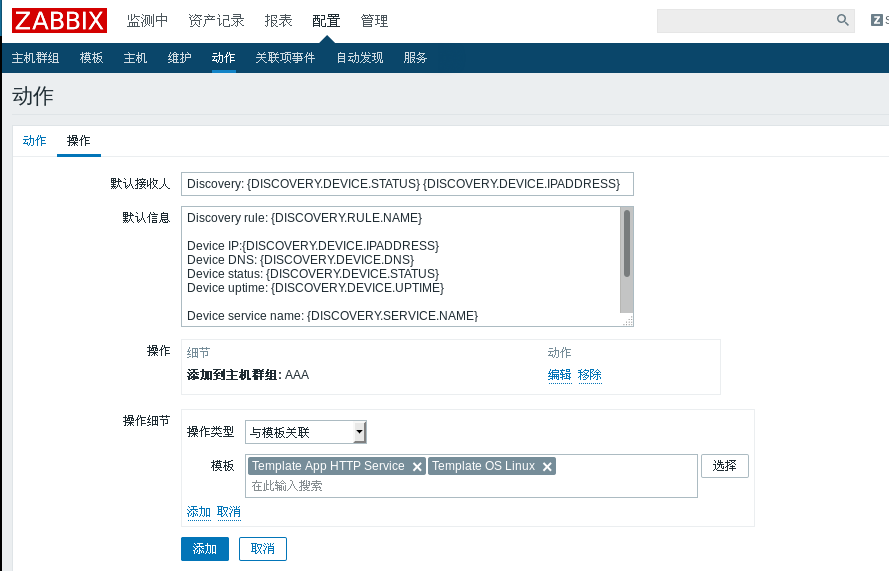 ZABBIX 监测中 资产记录 报表 配置 管理 Z S
主机群组 模板 主机 维护 动作 关联项事件 自动发现 服务
动作
动作 操作
默认接收人 Discovery: {DISCOVERY.DEVICE.STATUS} {DISCOVERY.DEVICE.IPADDRESS}
默认信息 Discovery rule: {DISCOVERY.RULE.NAME}
Device IP:{DISCOVERY.DEVICE.IPADDRESS}
Device DNS: {DISCOVERY.DEVICE.DNS}
Device status: {DISCOVERY.DEVICE.STATUS}
Device uptime: {DISCOVERY.DEVICE.UPTIME}
Device service name: {DISCOVERY.SERVICE.NAME}
操作 细节 动作
添加到主机群组: AAA 编辑 移除
操作细节
操作类型 与模板关联
模板 Template App HTTP Service Template OS Linux 选择
在此输入搜索
添加 取消
添加 取消